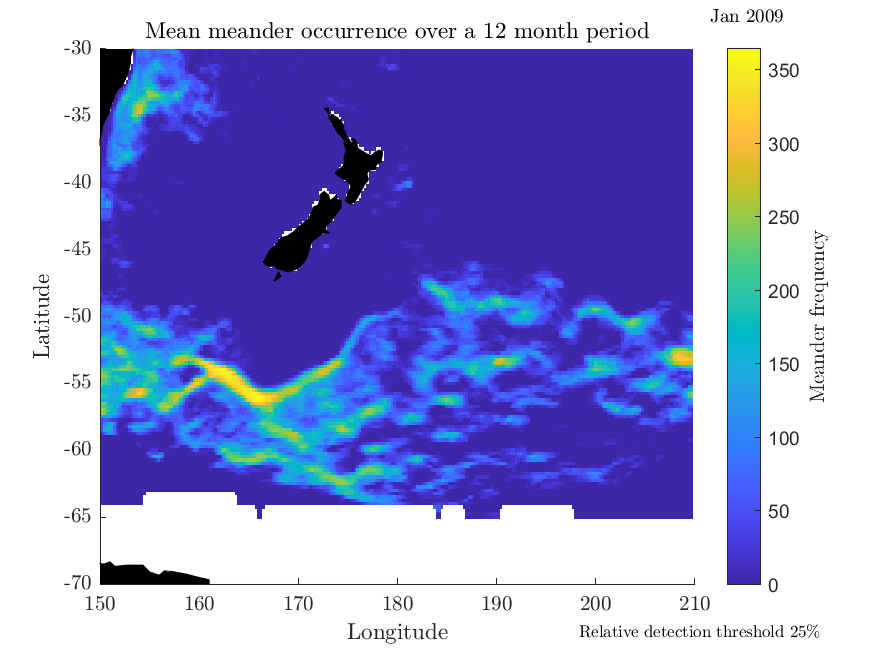 Jan 2009
Mean meander occurrence over a 12 month period
-30
-35
-40
-45
-50
-55
-60
-65
-70
Latitude
150 160 170 180 190 200 210
Longitude
350
300
250
200
150
100
50
0
Meander frequency
Relative detection threshold 25%